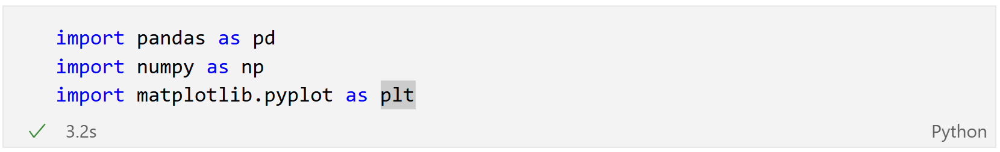 import pandas as pd
import numpy as np
import matplotlib.pyplot as plt
3.2s Python